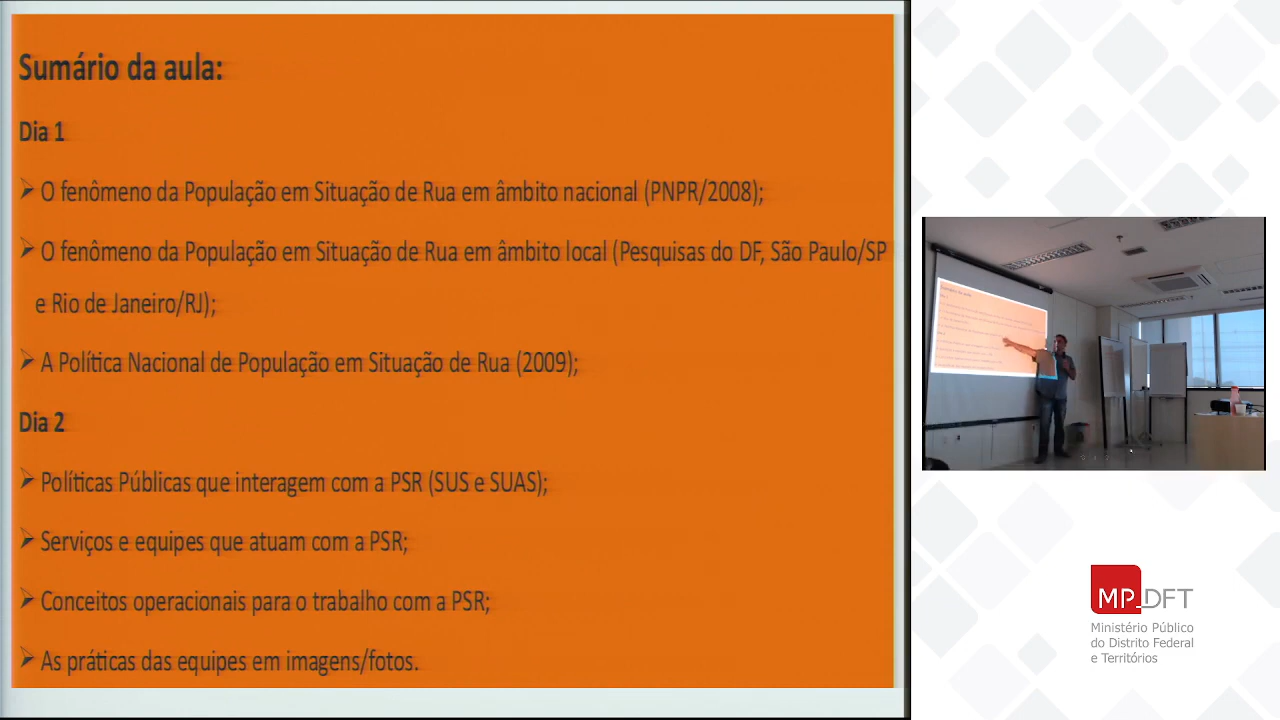 Sumário da aula:
Dia 1
➢ O fenômeno da População em Situação de Rua em âmbito nacional (PNPR/2008);
➢ O fenômeno da População em Situação de Rua em âmbito local (Pesquisas do DF, São Paulo/SP
e Rio de Janeiro/RJ);
➢ A Política Nacional de População em Situação de Rua (2009);
Dia 2
➢ Políticas Públicas que interagem com a PSR (SUS e SUAS);
➢ Serviços e equipes que atuam com a PSR;
➢ Conceitos operacionais para o trabalho com a PSR;
➢ As práticas das equipes em imagens/fotos.
MP DFT
Ministério Público
do Distrito Federal
e Territórios